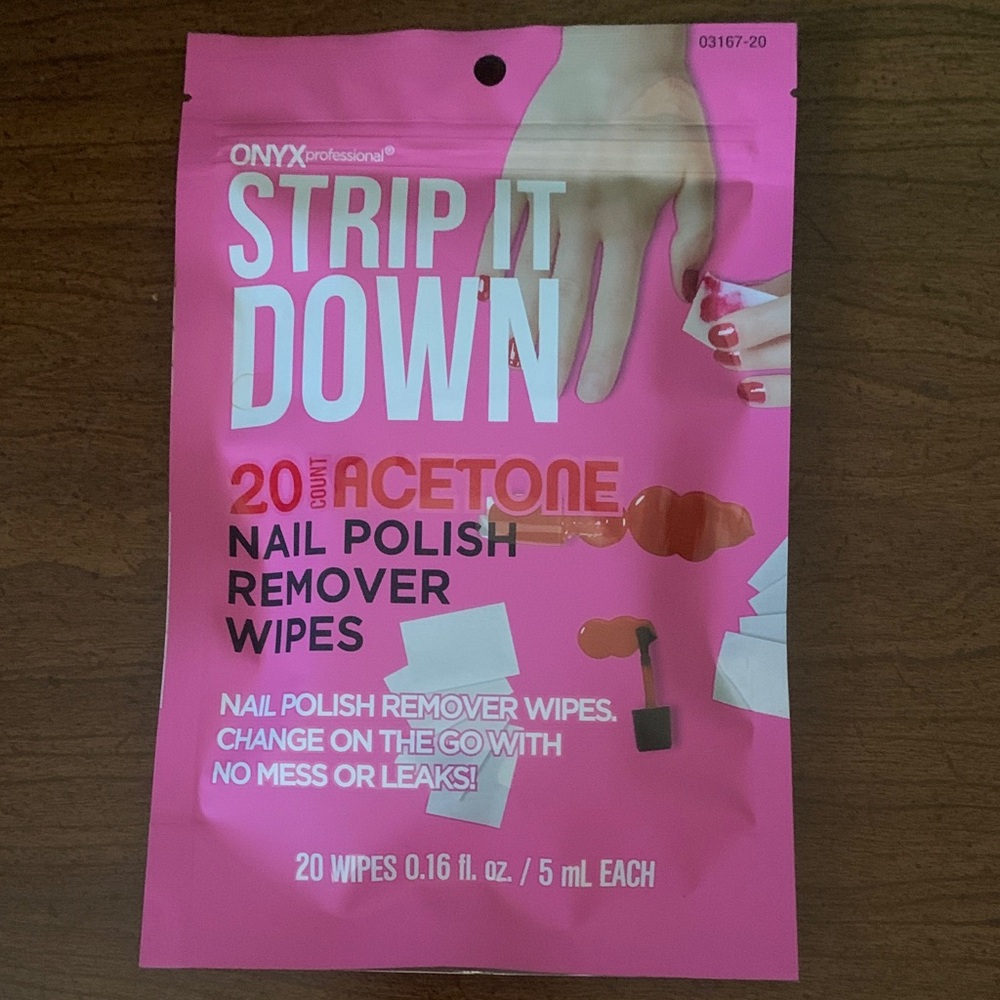 03167-20
ONYX professional®
STRIP IT
DOWN
20 COUNT ACETONE
NAIL POLISH
REMOVER
WIPES
NAIL POLISH REMOVER WIPES.
CHANGE ON THE GO WITH
NO MESS OR LEAKS!
20 WIPES 0.16 fl. oz. / 5 mL EACH